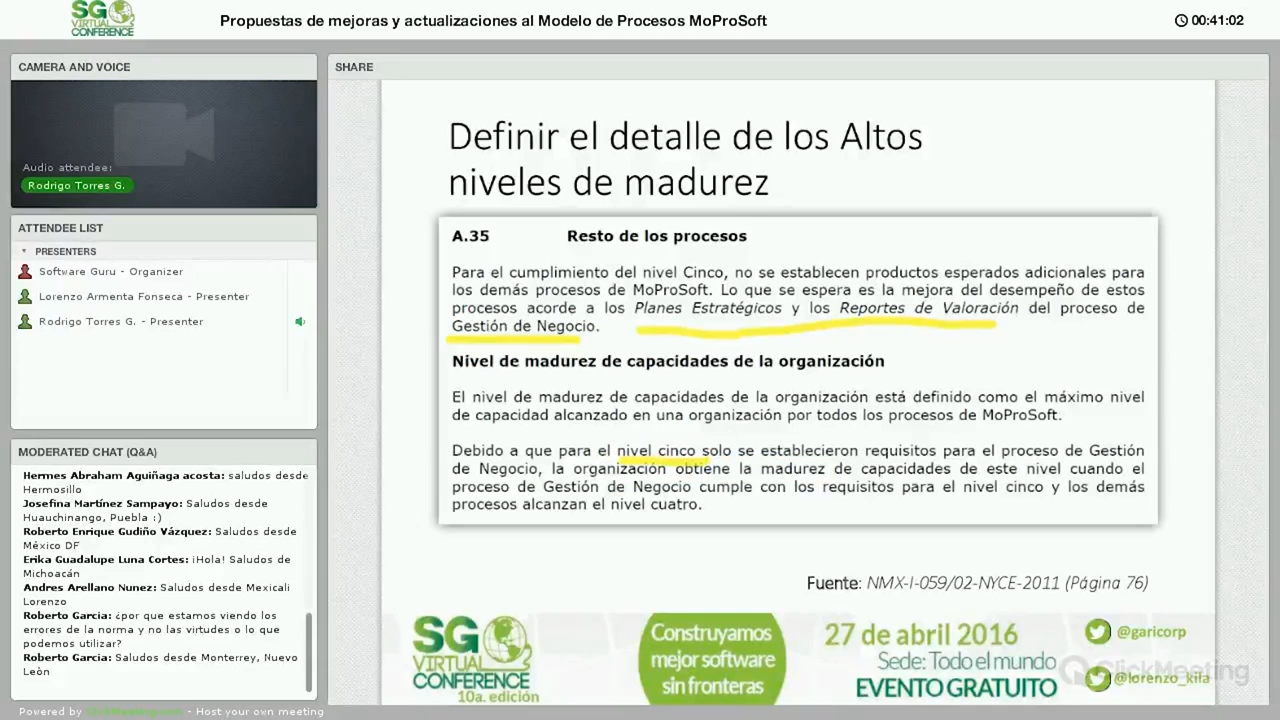 SG
VIRTUAL
CONFERENCE
Propuestas de mejoras y actualizaciones al Modelo de Procesos MoProSoft
00:41:02
CAMERA AND VOICE
Audio attendee:
Rodrigo Torres G.
ATTENDEE LIST
PRESENTERS
Software Guru - Organizer
Lorenzo Armenta Fonseca - Presenter
Rodrigo Torres G. - Presenter
MODERATED CHAT (Q&A)
Hermes Abraham Aguiñaga acosta: saludos desde
Hermosillo
Josefina Martínez Sampayo: Saludos desde
Huauchinango, Puebla :)
Roberto Enrique Gudiño Vázquez: Saludos desde
México DF
Erika Guadalupe Luna Cortes: ¡Hola! Saludos de
Michoacán
Andres Arellano Nunez: Saludos desde Mexicali
Lorenzo
Roberto Garcia: ¿por que estamos viendo los
errores de la norma y no las virtudes o lo que
podemos utilizar?
Roberto Garcia: Saludos desde Monterrey, Nuevo
Leòn
Powered by ClickMeeting.com - Host your own meeting
SHARE
Definir el detalle de los Altos
niveles de madurez
A.35 Resto de los procesos
Para el cumplimiento del nivel Cinco, no se establecen productos esperados adicionales para
los demás procesos de MoProSoft. Lo que se espera es la mejora del desempeño de estos
procesos acorde a los Planes Estratégicos y los Reportes de Valoración del proceso de
Gestión de Negocio.
Nivel de madurez de capacidades de la organización
El nivel de madurez de capacidades de la organización está definido como el máximo nivel
de capacidad alcanzado en una organización por todos los procesos de MoProSoft.
Debido a que para el nivel cinco solo se establecieron requisitos para el proceso de Gestión
de Negocio, la organización obtiene la madurez de capacidades de este nivel cuando el
proceso de Gestión de Negocio cumple con los requisitos para el nivel cinco y los demás
procesos alcanzan el nivel cuatro.
Fuente: NMX-I-059/02-NYCE-2011 (Página 76)
SG
VIRTUAL
CONFERENCE
10a. edición
Construyamos
mejor software
sin fronteras
27 de abril 2016
Sede: Todo el mundo
EVENTO GRATUITO
@garicorp
ClickMeeting
@lorenzo_kifa